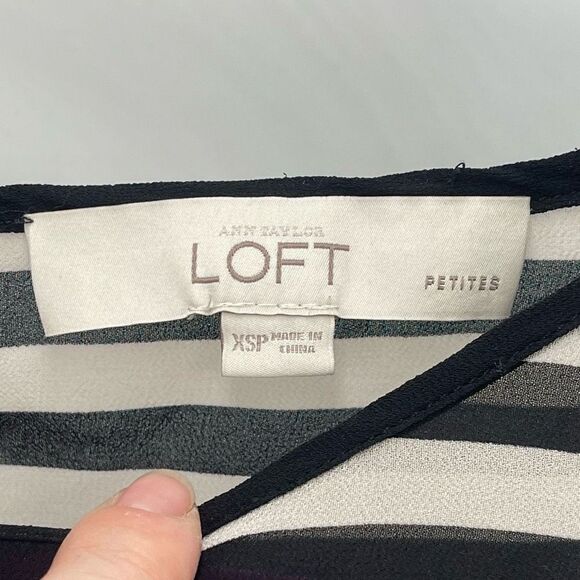 ANN TAYLOR
LOFT
PETITES
XSP MADE IN
CHINA